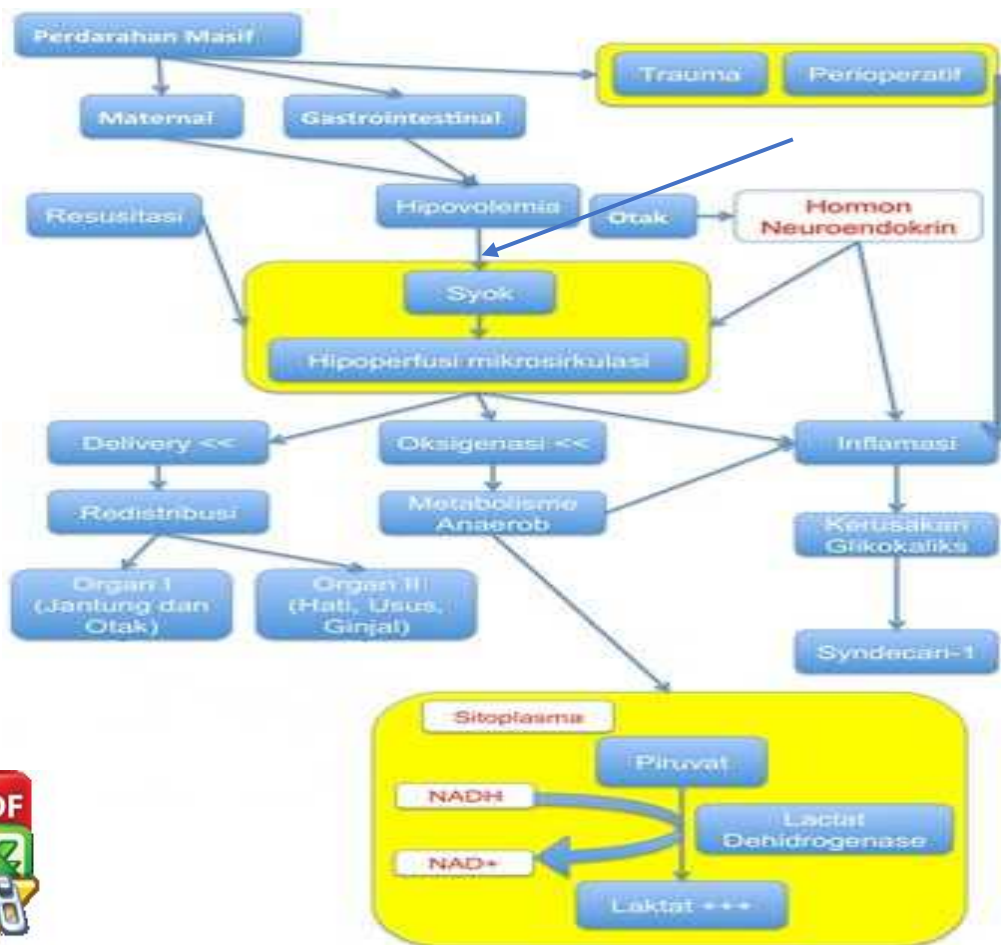 Perdarahan Masif
Trauma
Perioperatif
Maternal
Gastrointestinal
Resusitasi
Hipovolemia
Otak
Hormon
Neuroendokrin
Syok
Hipoperfusi mikrosirkulasi
Delivery <<
Oksigenasi <<
Inflamasi
Redistribusi
Metabolisme
Anaerob
Kerusakan
Glikokaliks
Organ I
(Jantung dan
Otak)
Organ II
(Hati, Usus,
Ginjal)
Syndecan-1
Sitoplasma
Piruvat
NADH
Lactat
Dehidrogenase
NAD+
Laktat +++